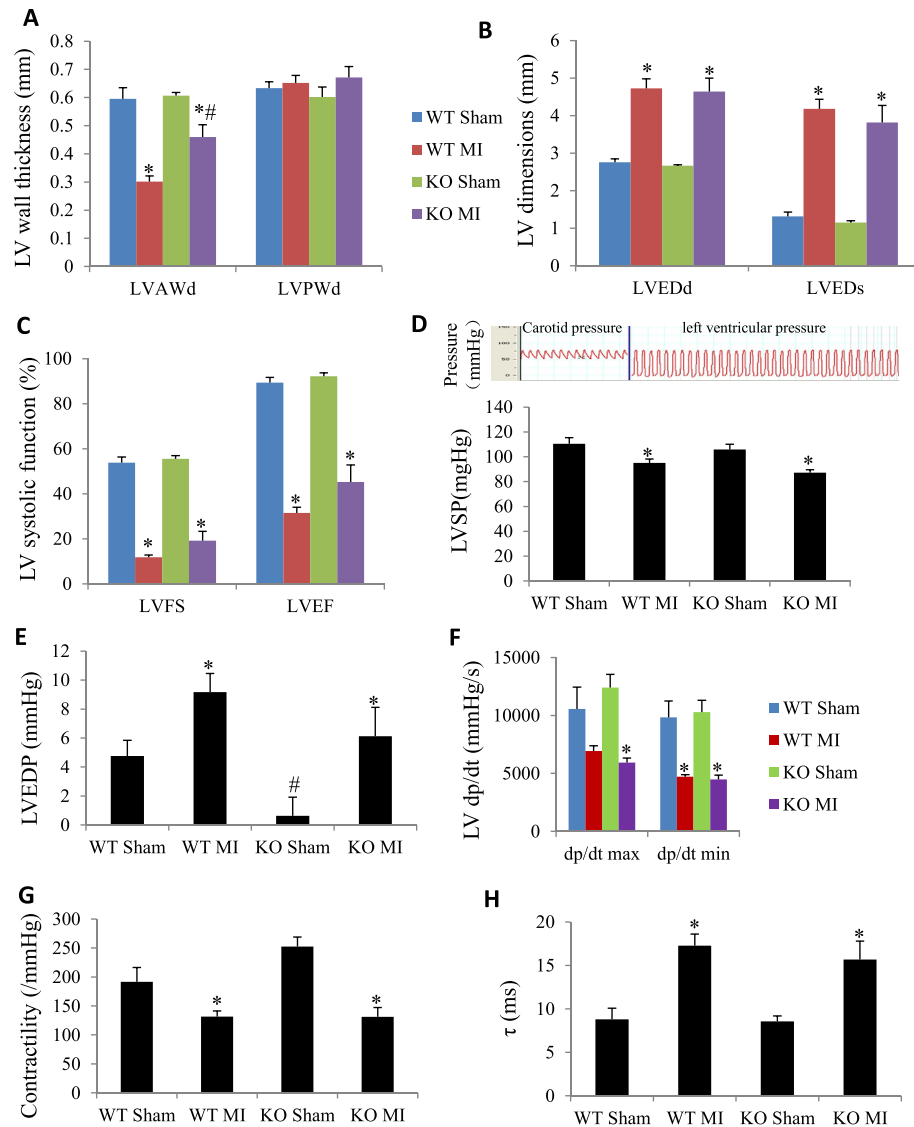 A
LV wall thickness (mm)
0.8
0.7
0.6
0.5
0.4
0.3
0.2
0.1
0
*
*#
LVAWd LVPWd
WT Sham
WT MI
KO Sham
KO MI
B
LV dimensions (mm)
6
5
4
3
2
1
0
* * * *
LVEDd LVEDs
C
LV systolic function (%)
100
80
60
40
20
0
* * * *
LVFS LVEF
D
Pressure
(mmHg)
150
100
50
0
Carotid pressure left ventricular pressure
LVSP(mgHg)
140
120
100
80
60
40
20
0
* *
WT Sham WT MI KO Sham KO MI
E
LVEDP (mmHg)
12
10
8
6
4
2
0
* # *
WT Sham WT MI KO Sham KO MI
F
LV dp/dt (mmHg/s)
15000
10000
5000
0
* * *
dp/dt max dp/dt min
WT Sham
WT MI
KO Sham
KO MI
G
Contractility (/mmHg)
300
250
200
150
100
50
0
* *
WT Sham WT MI KO Sham KO MI
H
τ (ms)
20
15
10
5
0
* *
WT Sham WT MI KO Sham KO MI